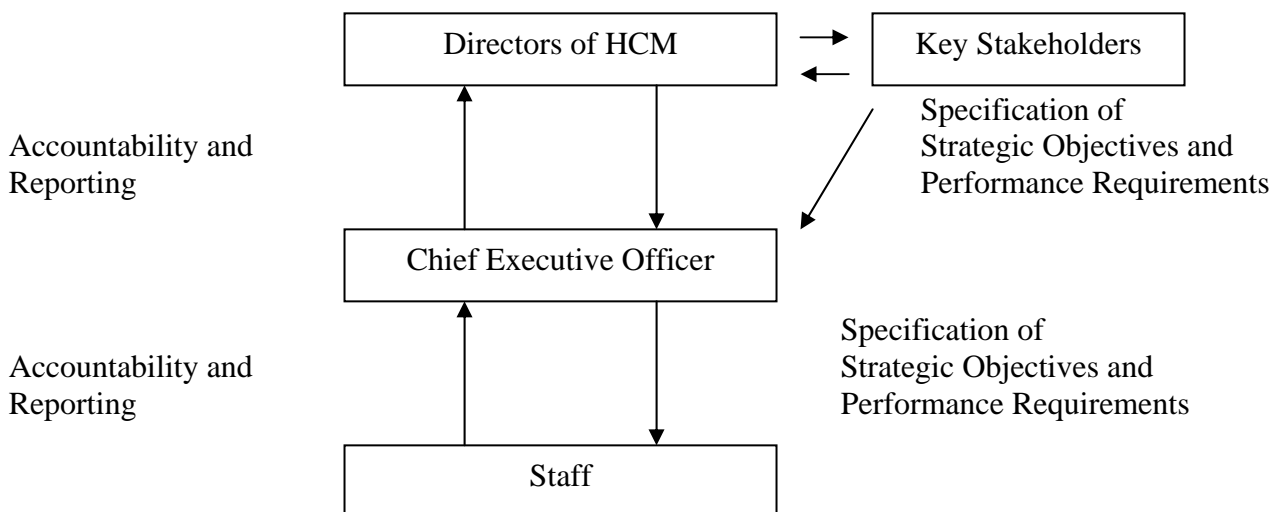 Directors of HCM
Key Stakeholders
Accountability and
Reporting
Specification of
Strategic Objectives and
Performance Requirements
Chief Executive Officer
Accountability and
Reporting
Specification of
Strategic Objectives and
Performance Requirements
Staff